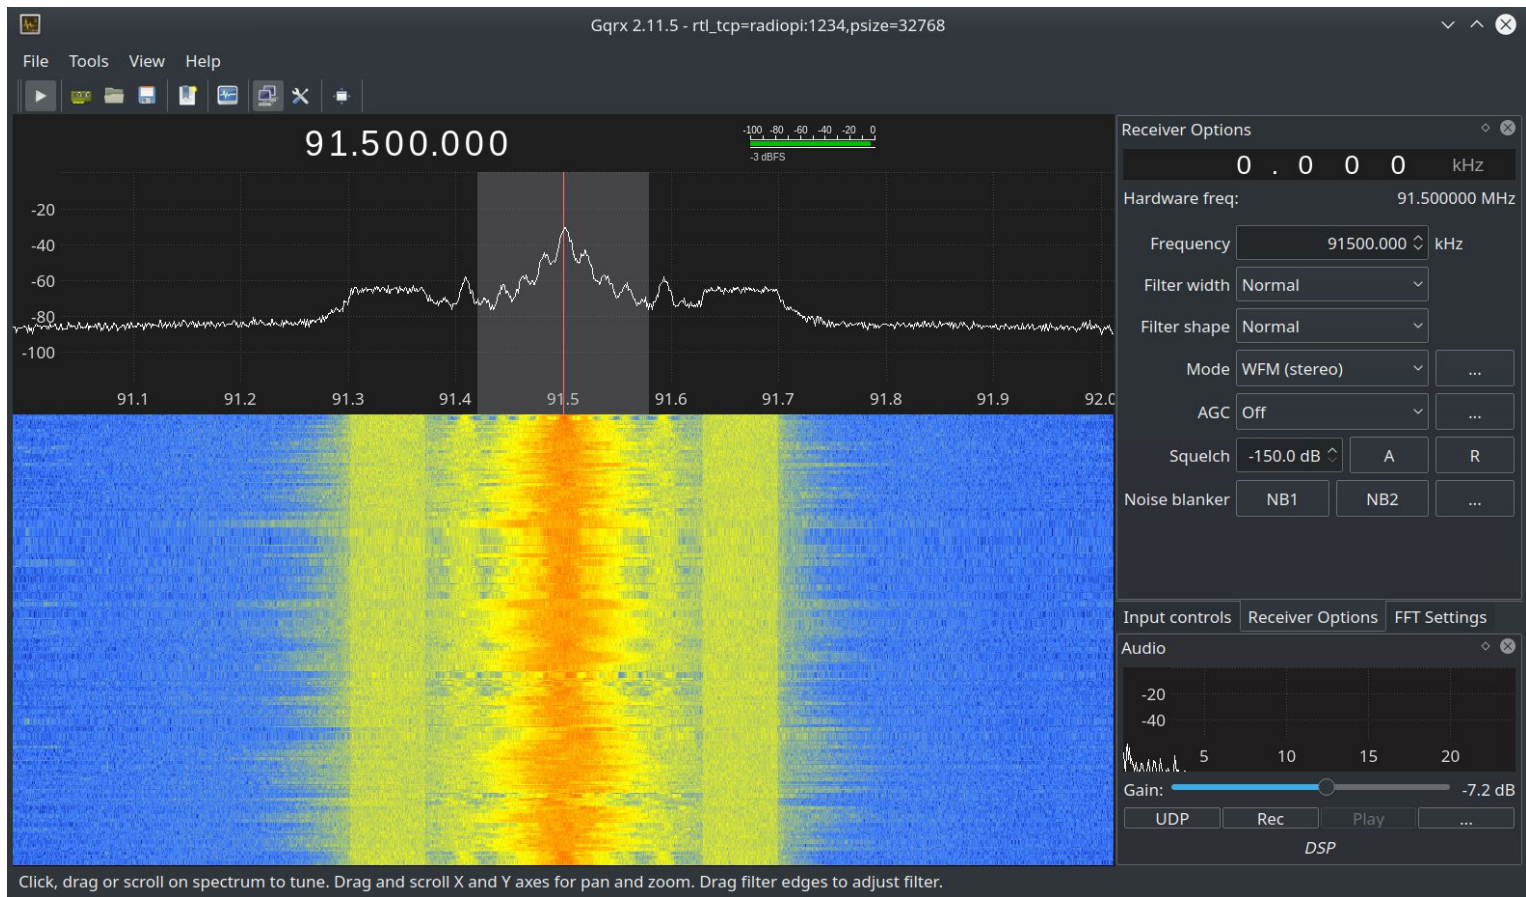 Gqrx 2.11.5 - rtl_tcp=radiopi:1234,psize=32768
File Tools View Help
91.500.000
-100 -80 -60 -40 -20 0
-3 dBFS
-20
-40
-60
-80
-100
91.1 91.2 91.3 91.4 91.5 91.6 91.7 91.8 91.9 92.0
Receiver Options
0.000 kHz
Hardware freq: 91.500000 MHz
Frequency 91500.000 kHz
Filter width Normal
Filter shape Normal
Mode WFM (stereo) ...
AGC Off ...
Squelch -150.0 dB A R
Noise blanker NB1 NB2 ...
Input controls Receiver Options FFT Settings
Audio
-20
-40
5 10 15 20
Gain: -7.2 dB
UDP Rec Play ...
DSP
Click, drag or scroll on spectrum to tune. Drag and scroll X and Y axes for pan and zoom. Drag filter edges to adjust filter.